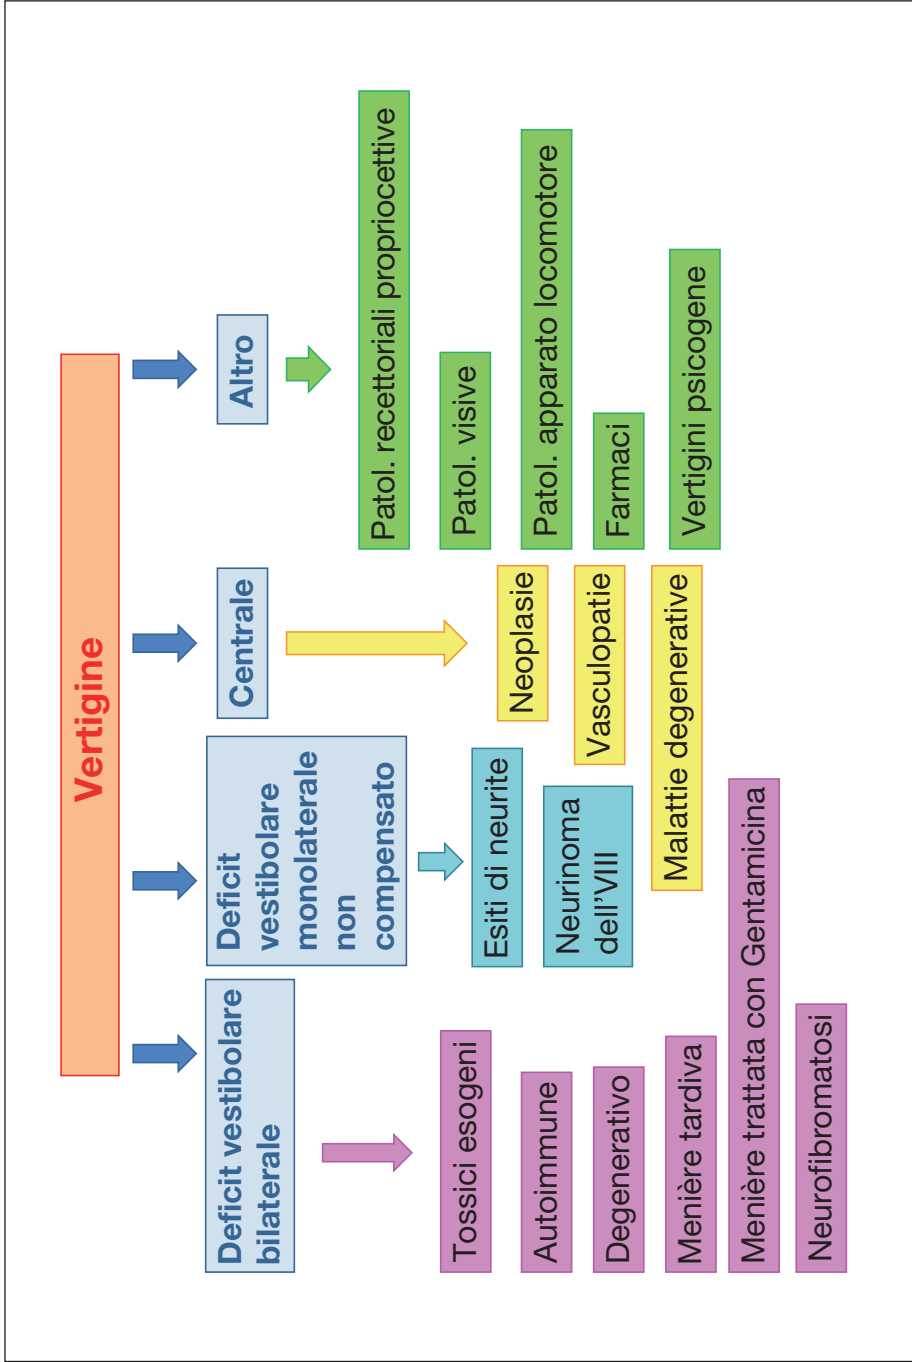 Vertigine
Deficit vestibolare
bilaterale
Tossici esogeni
Autoimmune
Degenerativo
Menière tardiva
Menière trattata con Gentamicina
Neurofibromatosi
Deficit
vestibolare
monolaterale
non
compensato
Esiti di neurite
Neurinoma
dell'VIII
Centrale
Neoplasie
Vasculopatie
Malattie degenerative
Altro
Patol. recettoriali propriocettive
Patol. visive
Patol. apparato locomotore
Farmaci
Vertigini psicogene